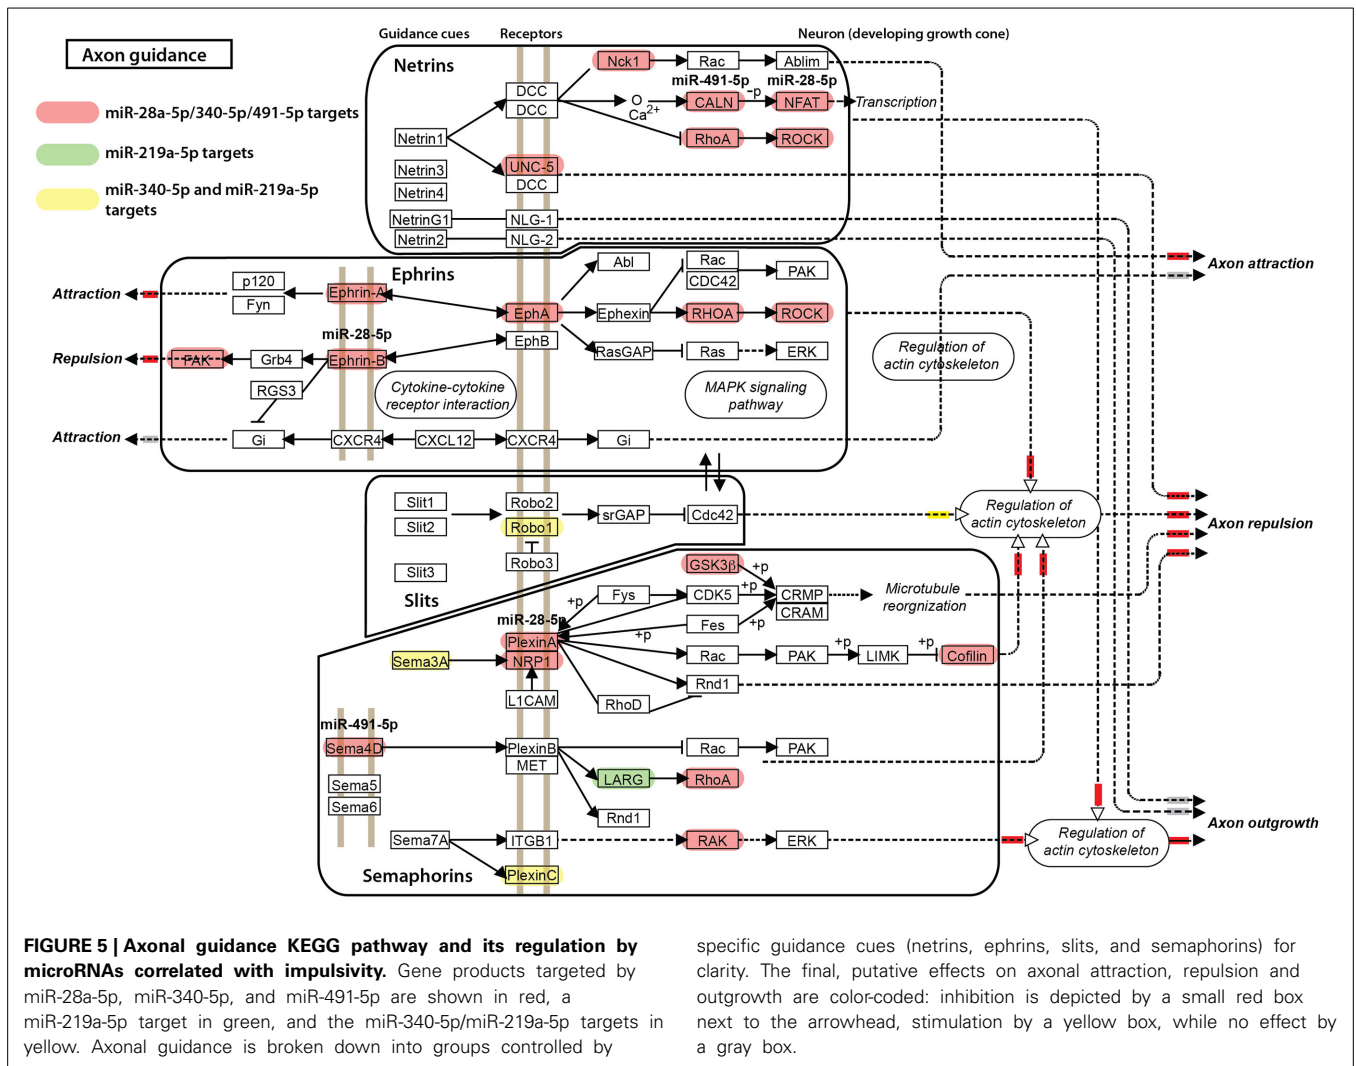 Axon guidance
miR-28a-5p/340-5p/491-5p targets
miR-219a-5p targets
miR-340-5p and miR-219a-5p
targets
Guidance cues
Receptors
Neuron (developing growth cone)
Netrins
Nck1
Rac
Ablim
miR-491-5p
miR-28-5p
DCC
DCC
O
Ca2+
CALN
-p
NFAT
Transcription
Netrin1
RhoA
ROCK
Netrin3
UNC-5
DCC
Netrin4
NetrinG1
NLG-1
Netrin2
NLG-2
Axon attraction
Ephrins
p120
Fyn
Attraction
Ephrin-A
Abl
Rac
CDC42
PAK
EphA
Ephexin
RHOA
ROCK
miR-28-5p
EphB
Repulsion
FAK
Grb4
Ephrin-B
RasGAP
Ras
ERK
Regulation of
actin cytoskeleton
RGS3
Cytokine-cytokine
receptor interaction
MAPK signaling
pathway
Attraction
Gi
CXCR4
CXCL12
CXCR4
Gi
Slit1
Slit2
Slit3
Robo2
Robo1
Robo3
srGAP
Cdc42
Regulation of
actin cytoskeleton
Axon repulsion
Slits
GSK3β
+p
Fys
CDK5
+p
CRMP
CRAM
Microtubule
reorgnization
+p
Fes
+p
+p
miR-28-5p
PlexinA
NRP1
Sema3A
Rac
PAK
+p
LIMK
+p
Cofilin
L1CAM
RhoD
Rnd1
miR-491-5p
Sema4D
PlexinB
MET
Rac
PAK
Sema5
Sema6
LARG
RhoA
Rnd1
Sema7A
ITGB1
RAK
ERK
PlexinC
Semaphorins
Regulation of
actin cytoskeleton
Axon outgrowth
FIGURE 5 | Axonal guidance KEGG pathway and its regulation by
microRNAs correlated with impulsivity. Gene products targeted by
miR-28a-5p, miR-340-5p, and miR-491-5p are shown in red, a
miR-219a-5p target in green, and the miR-340-5p/miR-219a-5p targets in
yellow. Axonal guidance is broken down into groups controlled by
specific guidance cues (netrins, ephrins, slits, and semaphorins) for
clarity. The final, putative effects on axonal attraction, repulsion and
outgrowth are color-coded: inhibition is depicted by a small red box
next to the arrowhead, stimulation by a yellow box, while no effect by
a gray box.